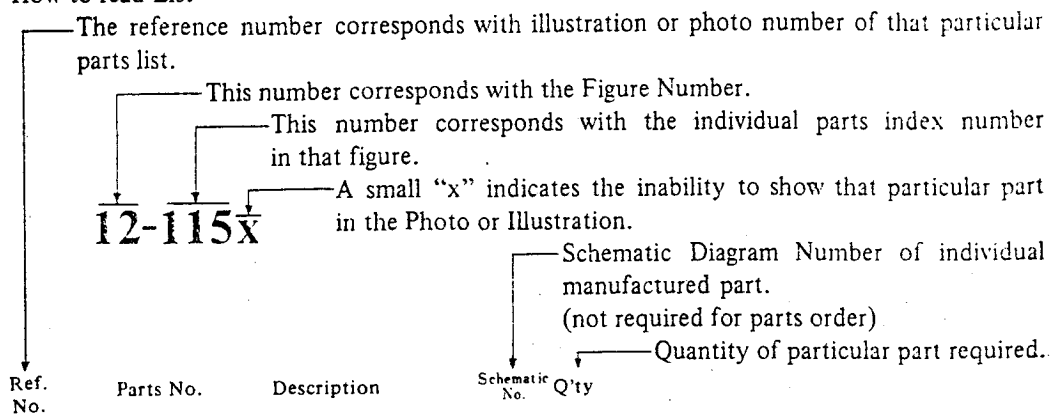 How to read List
The reference number corresponds with illustration or photo number of that particular
parts list.
This number corresponds with the Figure Number.
This number corresponds with the individual parts index number
in that figure.
A small “x” indicates the inability to show that particular part
in the Photo or Illustration.
12-115x
Schematic Diagram Number of individual
manufactured part.
(not required for parts order)
Quantity of particular part required.
Ref. No. Parts No. Description Schematic No. Q'ty